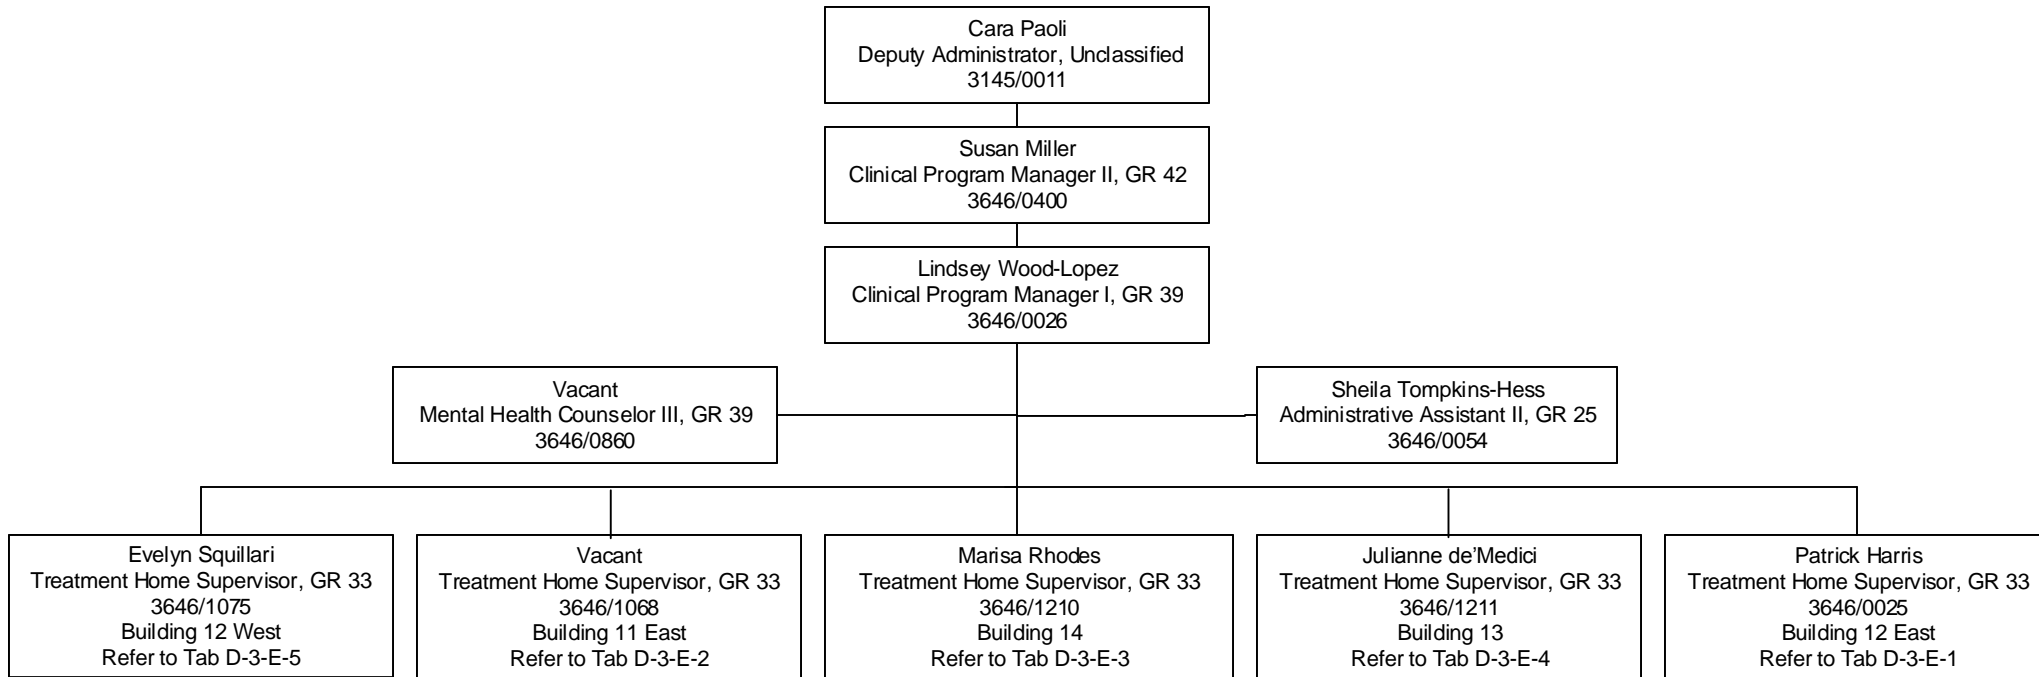 Cara Paoli
Deputy Administrator, Unclassified
3145/0011
Susan Miller
Clinical Program Manager II, GR 42
3646/0400
Lindsey Wood-Lopez
Clinical Program Manager I, GR 39
3646/0026
Vacant
Mental Health Counselor III, GR 39
3646/0860
Sheila Tompkins-Hess
Administrative Assistant II, GR 25
3646/0054
Evelyn Squillari
Treatment Home Supervisor, GR 33
3646/1075
Building 12 West
Refer to Tab D-3-E-5
Vacant
Treatment Home Supervisor, GR 33
3646/1068
Building 11 East
Refer to Tab D-3-E-2
Marisa Rhodes
Treatment Home Supervisor, GR 33
3646/1210
Building 14
Refer to Tab D-3-E-3
Julianne de’Medici
Treatment Home Supervisor, GR 33
3646/1211
Building 13
Refer to Tab D-3-E-4
Patrick Harris
Treatment Home Supervisor, GR 33
3646/0025
Building 12 East
Refer to Tab D-3-E-1